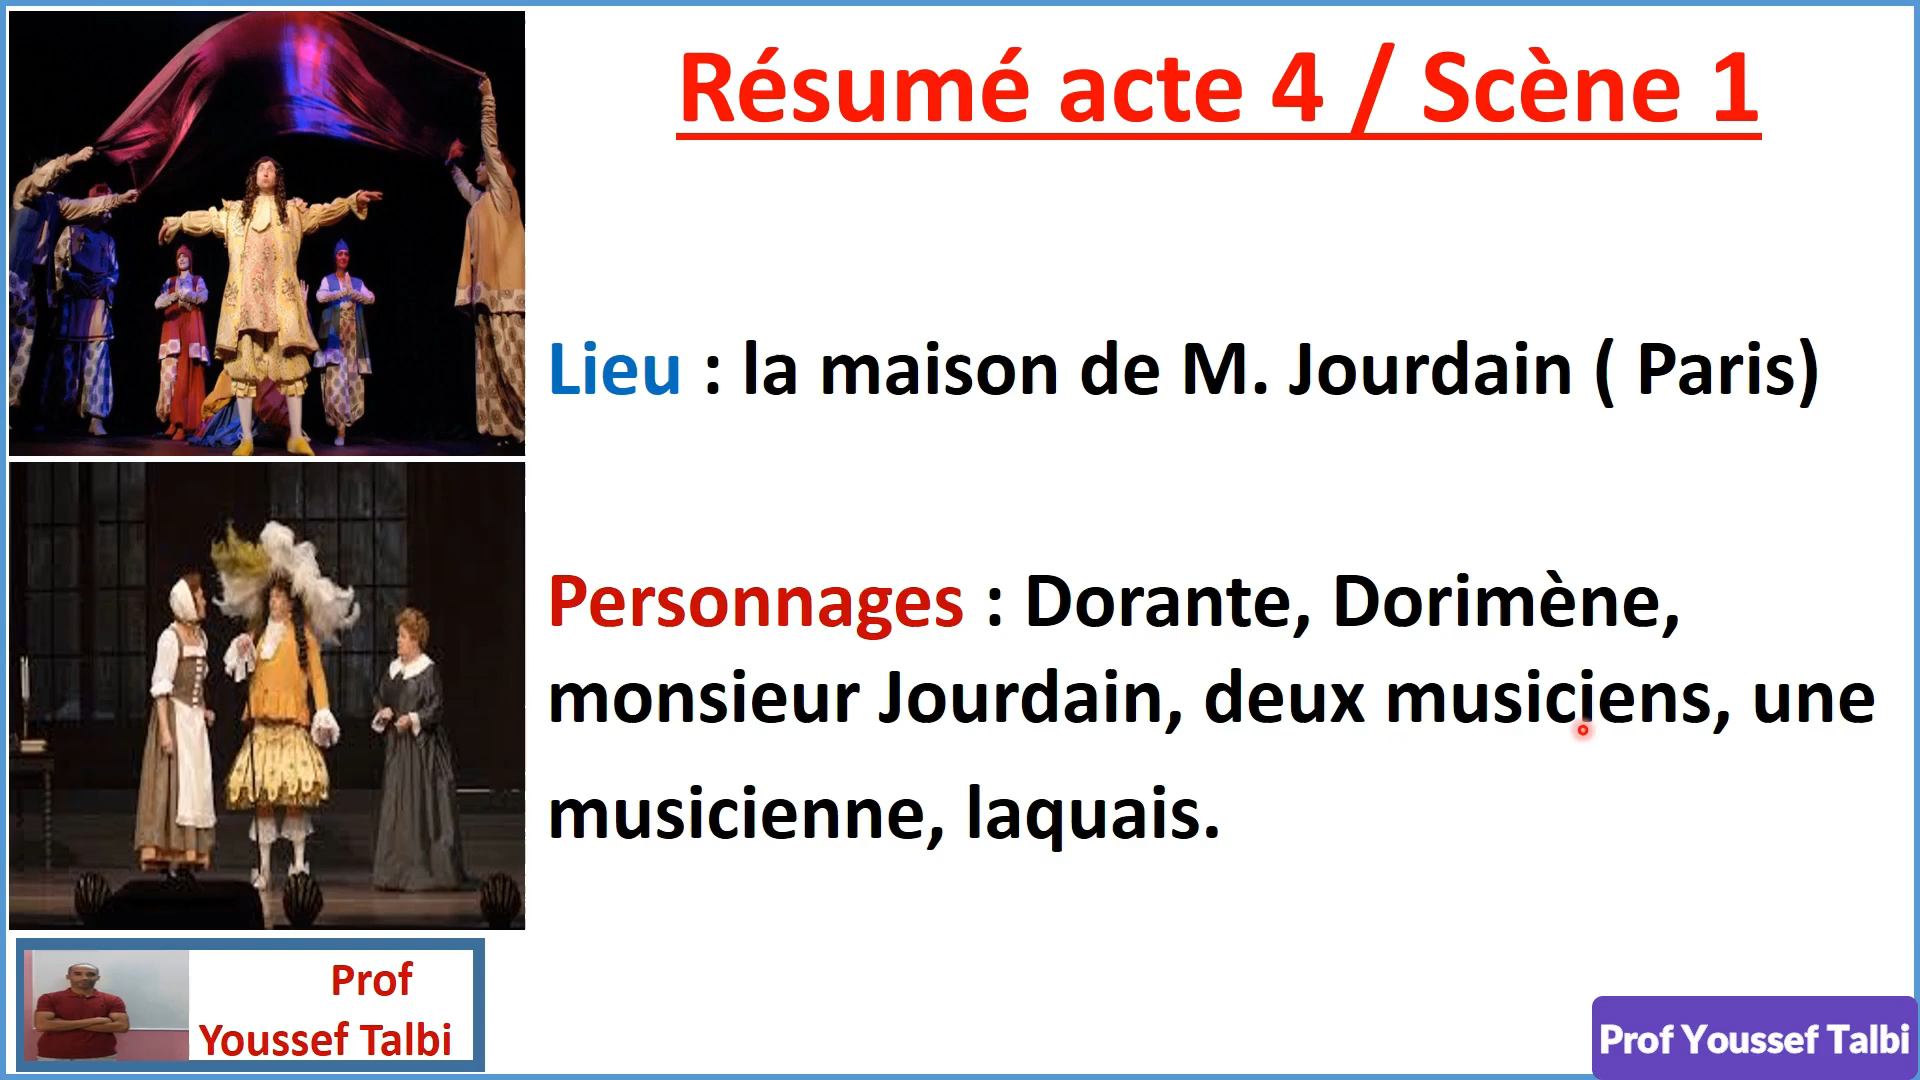 Résumé acte 4 / Scène 1
Lieu : la maison de M. Jourdain ( Paris)
Personnages : Dorante, Dorimène,
monsieur Jourdain, deux musiciens, une
musicienne, laquais.
Prof
Youssef Talbi
Prof Youssef Talbi